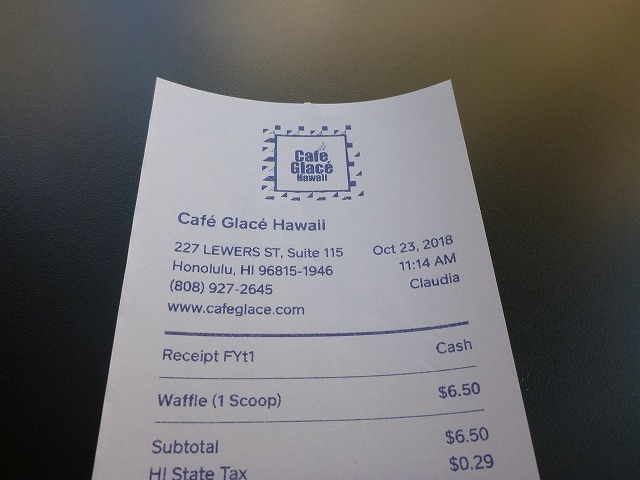 Café
Glacé
Hawaii
Café Glacé Hawaii
227 LEWERS ST, Suite 115
Honolulu, HI 96815-1946
(808) 927-2645
www.cafeglace.com
Oct 23, 2018
11:14 AM
Claudia
Receipt FYt1 Cash
Waffle (1 Scoop) $6.50
Subtotal $6.50
HI State Tax $0.29